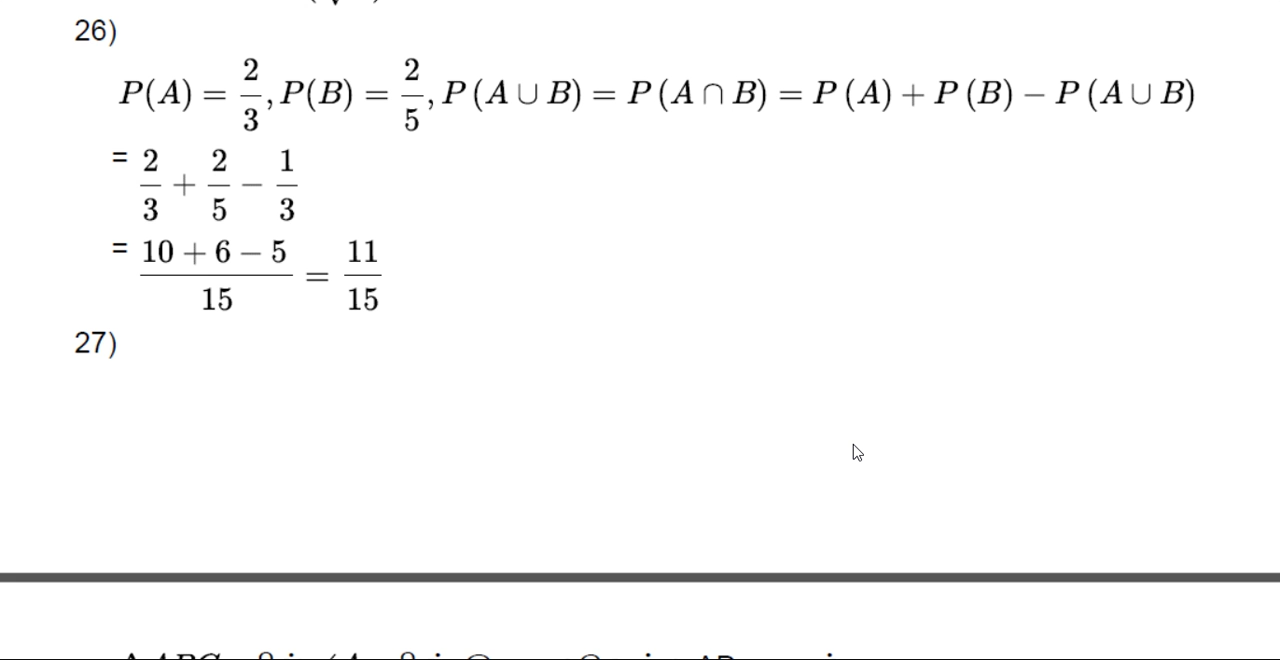 26)
P(A) = 2/3, P(B) = 2/5, P(A ∪ B) = P(A ∩ B) = P(A) + P(B) − P(A ∪ B)
= 2/3 + 2/5 − 1/3
= (10 + 6 − 5)/15 = 11/15
27)